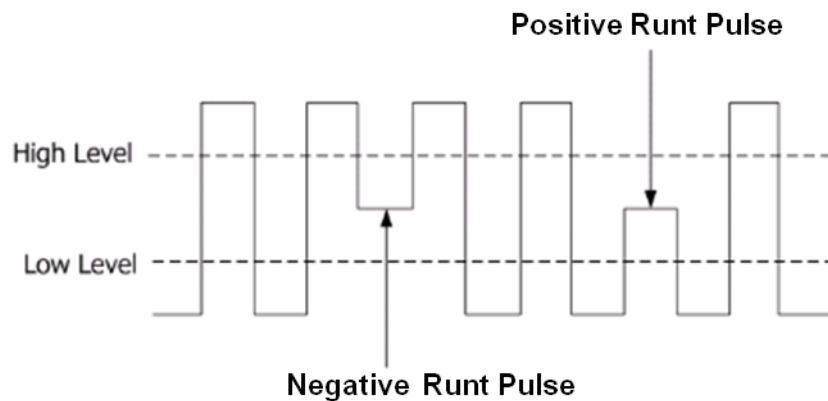 Positive Runt Pulse
High Level
Low Level
Negative Runt Pulse